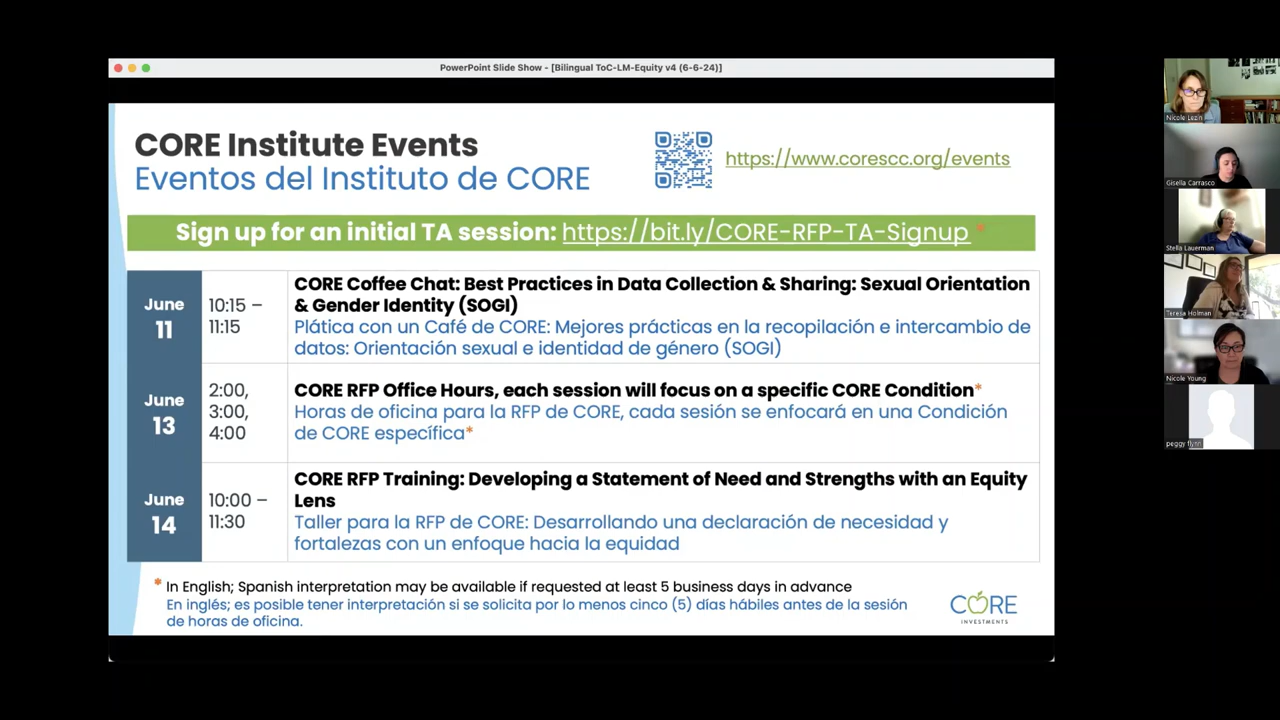 PowerPoint Slide Show - [Bilingual ToC-LM-Equity v4 (6-6-24)]
CORE Institute Events
Eventos del Instituto de CORE
https://www.corescc.org/events
Sign up for an initial TA session: https://bit.ly/CORE-RFP-TA-Signup *
June
11
10:15 –
11:15
CORE Coffee Chat: Best Practices in Data Collection & Sharing: Sexual Orientation
& Gender Identity (SOGI)
Plática con un Café de CORE: Mejores prácticas en la recopilación e intercambio de
datos: Orientación sexual e identidad de género (SOGI)
June
13
2:00,
3:00,
4:00
CORE RFP Office Hours, each session will focus on a specific CORE Condition*
Horas de oficina para la RFP de CORE, cada sesión se enfocará en una Condición
de CORE específica*
June
14
10:00 –
11:30
CORE RFP Training: Developing a Statement of Need and Strengths with an Equity
Lens
Taller para la RFP de CORE: Desarrollando una declaración de necesidad y
fortalezas con un enfoque hacia la equidad
* In English; Spanish interpretation may be available if requested at least 5 business days in advance
En inglés; es posible tener interpretación si se solicita por lo menos cinco (5) días hábiles antes de la sesión
de horas de oficina.
CORE
INVESTMENTS
Nicole Lezin
Gisella Carrasco
Stella Lauerman
Teresa Holman
Nicole Young
peggy flynn